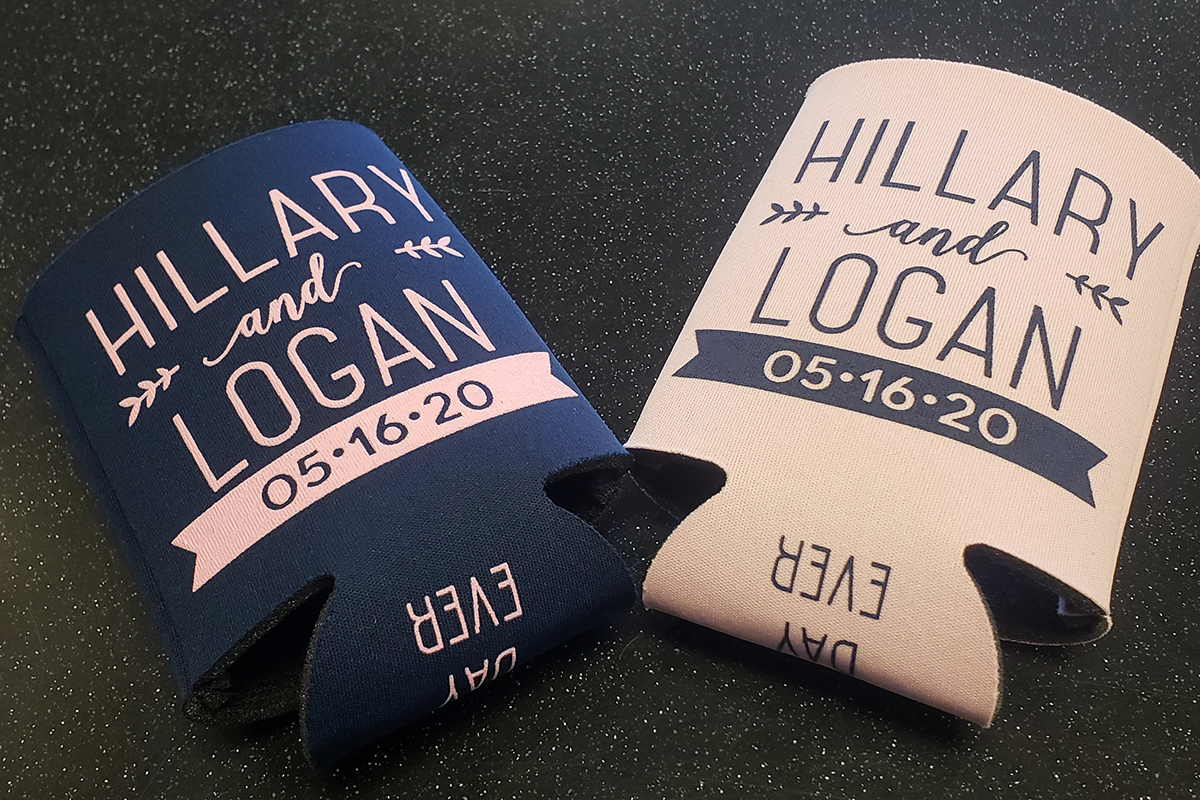 HILLARY
and
LOGAN
05•16•20
EVER
DAY
HILLARY
and
LOGAN
05•16•20
EVER
DAY